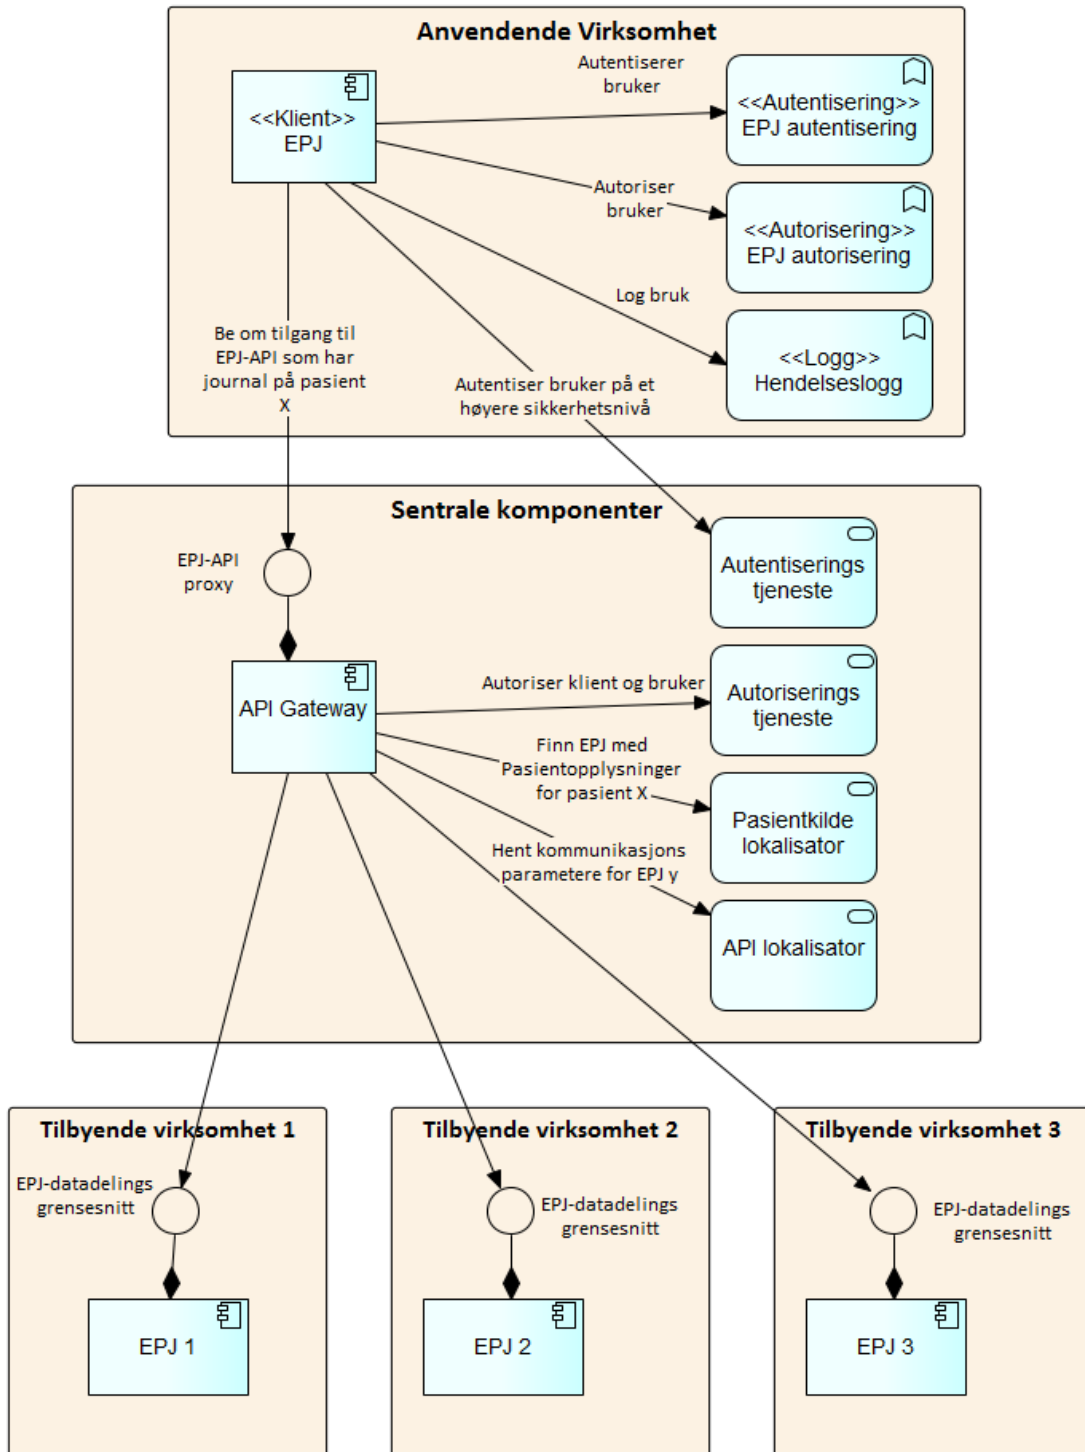 Anvendende Virksomhet
<<Klient>>
EPJ
Autentiserer
bruker
<<Autentisering>>
EPJ autentisering
Autoriser
bruker
<<Autorisering>>
EPJ autorisering
Log bruk
<<Logg>>
Hendelseslogg
Be om tilgang til
EPJ-API som har
journal på pasient
X
Autentiser bruker på et
høyere sikkerhetsnivå
Sentrale komponenter
EPJ-API
proxy
Autentiserings
tjeneste
API Gateway
Autoriser klient og bruker
Autoriserings
tjeneste
Finn EPJ med
Pasientopplysninger
for pasient X
Pasientkilde
lokalisator
Hent kommunikasjons
parametere for EPJ y
API lokalisator
Tilbyende virksomhet 1
EPJ-datadelings
grensesnitt
EPJ 1
Tilbyende virksomhet 2
EPJ-datadelings
grensesnitt
EPJ 2
Tilbyende virksomhet 3
EPJ-datadelings
grensesnitt
EPJ 3